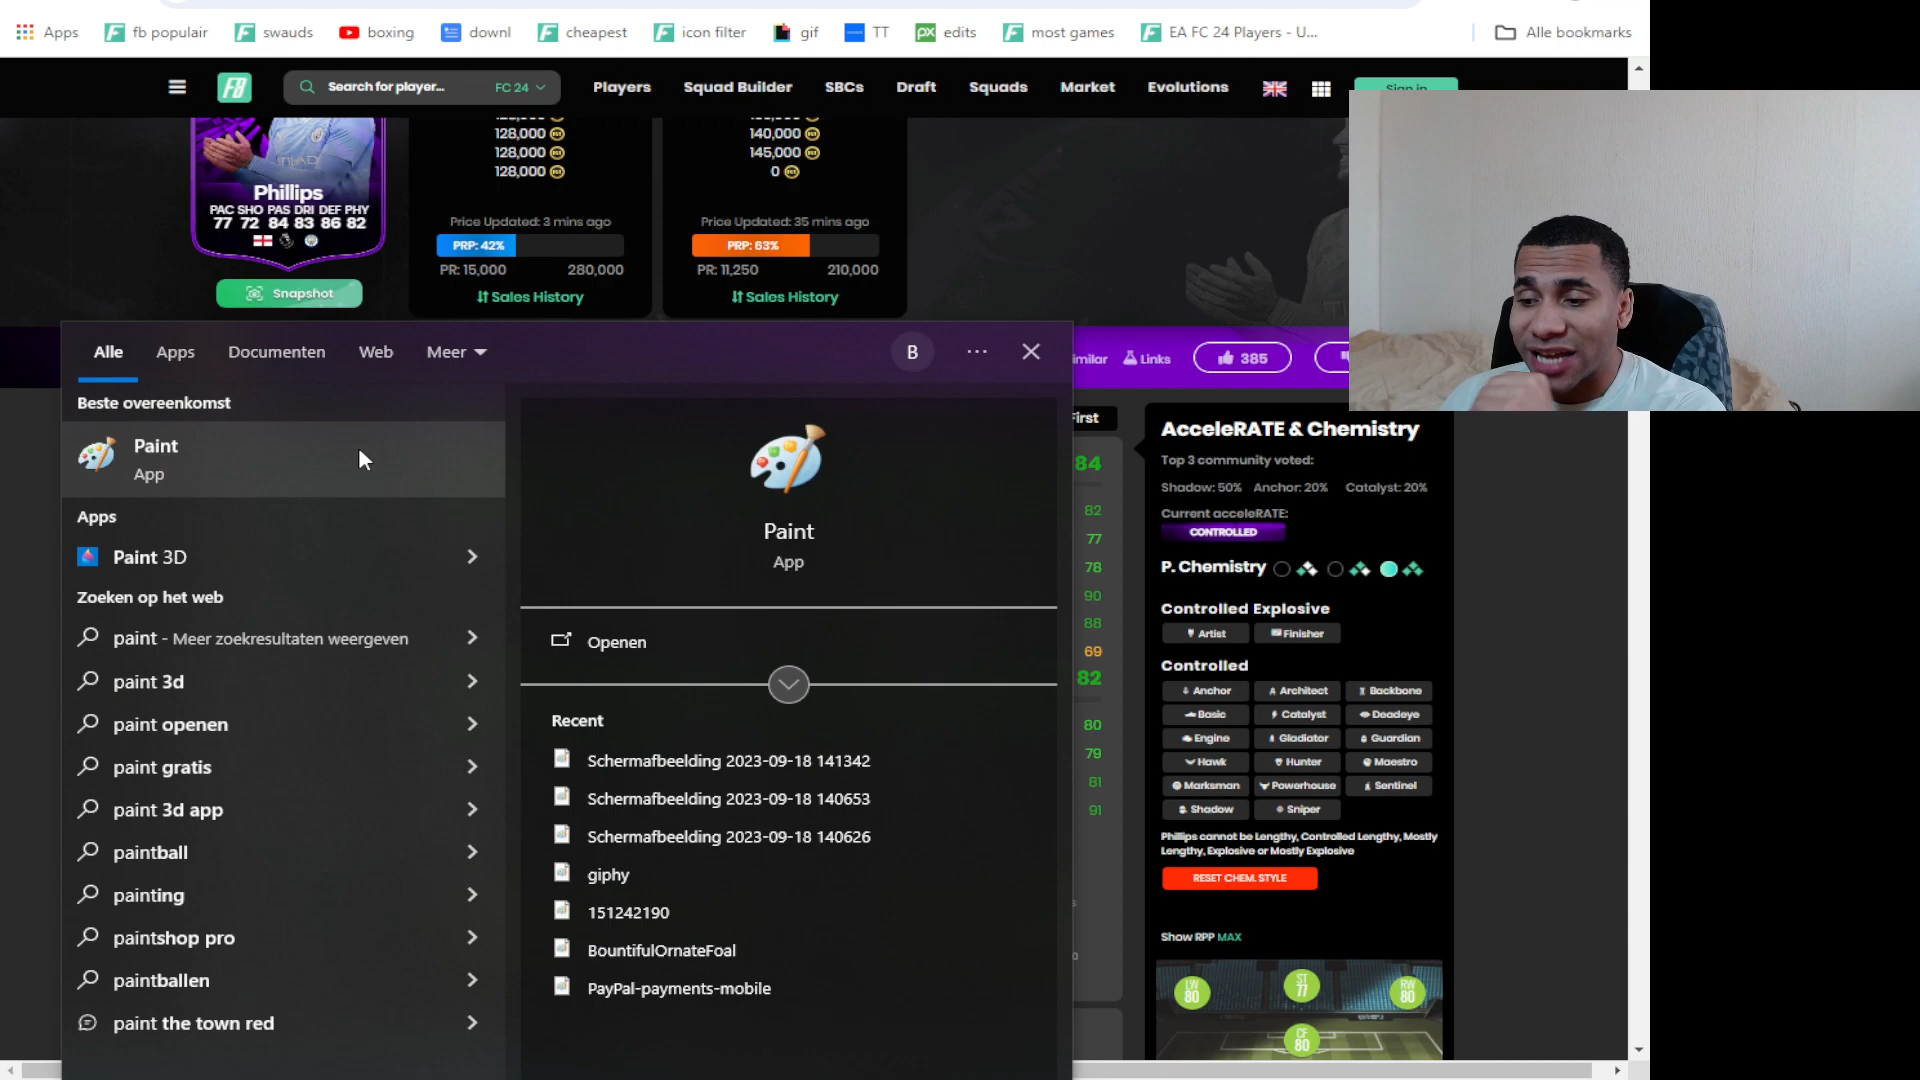 Apps fb populair swauds boxing downl cheapest icon filter gif TT edits most games EA FC 24 Players - U... Alle bookmarks
Search for player... FC 24 Players Squad Builder SBCs Draft Squads Market Evolutions Sign in
128,000
128,000
128,000
140,000
145,000
0
Phillips
PAC SHO PAS DRI DEF PHY
77 72 84 83 86 82
Snapshot
Price Updated: 3 mins ago
PRP: 42%
PR: 15,000 280,000
Sales History
Price Updated: 35 mins ago
PRP: 63%
PR: 11,250 210,000
Sales History
Links 385
Alle Apps Documenten Web Meer B
Beste overeenkomst
Paint
App
Apps
Paint 3D
Zoeken op het web
paint - Meer zoekresultaten weergeven
paint 3d
paint openen
paint gratis
paint 3d app
paintball
painting
paintshop pro
paintballen
paint the town red
Paint
App
Openen
Recent
Schermafbeelding 2023-09-18 141342
Schermafbeelding 2023-09-18 140653
Schermafbeelding 2023-09-18 140626
giphy
151242190
BountifulOrnateFoal
PayPal-payments-mobile
First
84
82
77
78
90
88
69
82
80
79
81
91
AcceleRATE & Chemistry
Top 3 community voted:
Shadow: 50% Anchor: 20% Catalyst: 20%
Current acceleRATE:
CONTROLLED
P. Chemistry
Controlled Explosive
Artist Finisher
Controlled
Anchor Architect Backbone
Basic Catalyst Deadeye
Engine Gladiator Guardian
Hawk Hunter Maestro
Marksman Powerhouse Sentinel
Shadow Sniper
Phillips cannot be Lengthy, Controlled Lengthy, Mostly
Lengthy, Explosive or Mostly Explosive
RESET CHEM. STYLE
Show RPP MAX
LW
80
ST
77
RW
80
CF
80